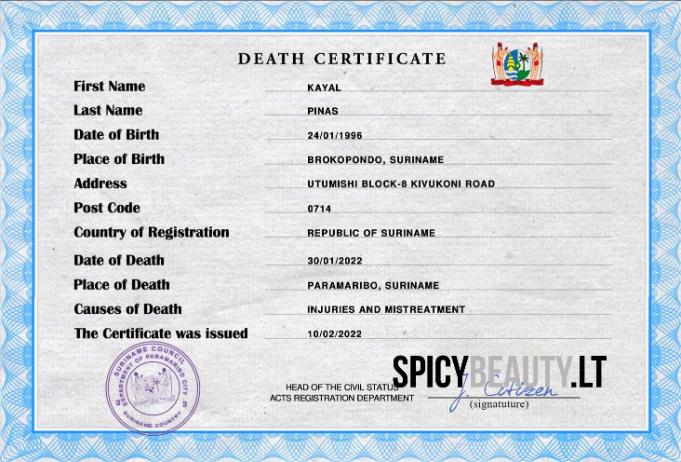 DEATH CERTIFICATE
First Name KAYAL
Last Name PINAS
Date of Birth 24/01/1996
Place of Birth BROKOPONDO, SURINAME
Address UTUMISHI BLOCK-8 KIVUKONI ROAD
Post Code 0714
Country of Registration REPUBLIC OF SURINAME
Date of Death 30/01/2022
Place of Death PARAMARIBO, SURINAME
Causes of Death INJURIES AND MISTREATMENT
The Certificate was issued 10/02/2022
SURINAME COUNCIL
DEPARTMENT OF PARAMARIBO CITY
SURINAME COUNTRY
SPICYBEAUTY.LT
HEAD OF THE CIVIL STATUS
ACTS REGISTRATION DEPARTMENT
J. Citizen
(signatuture)